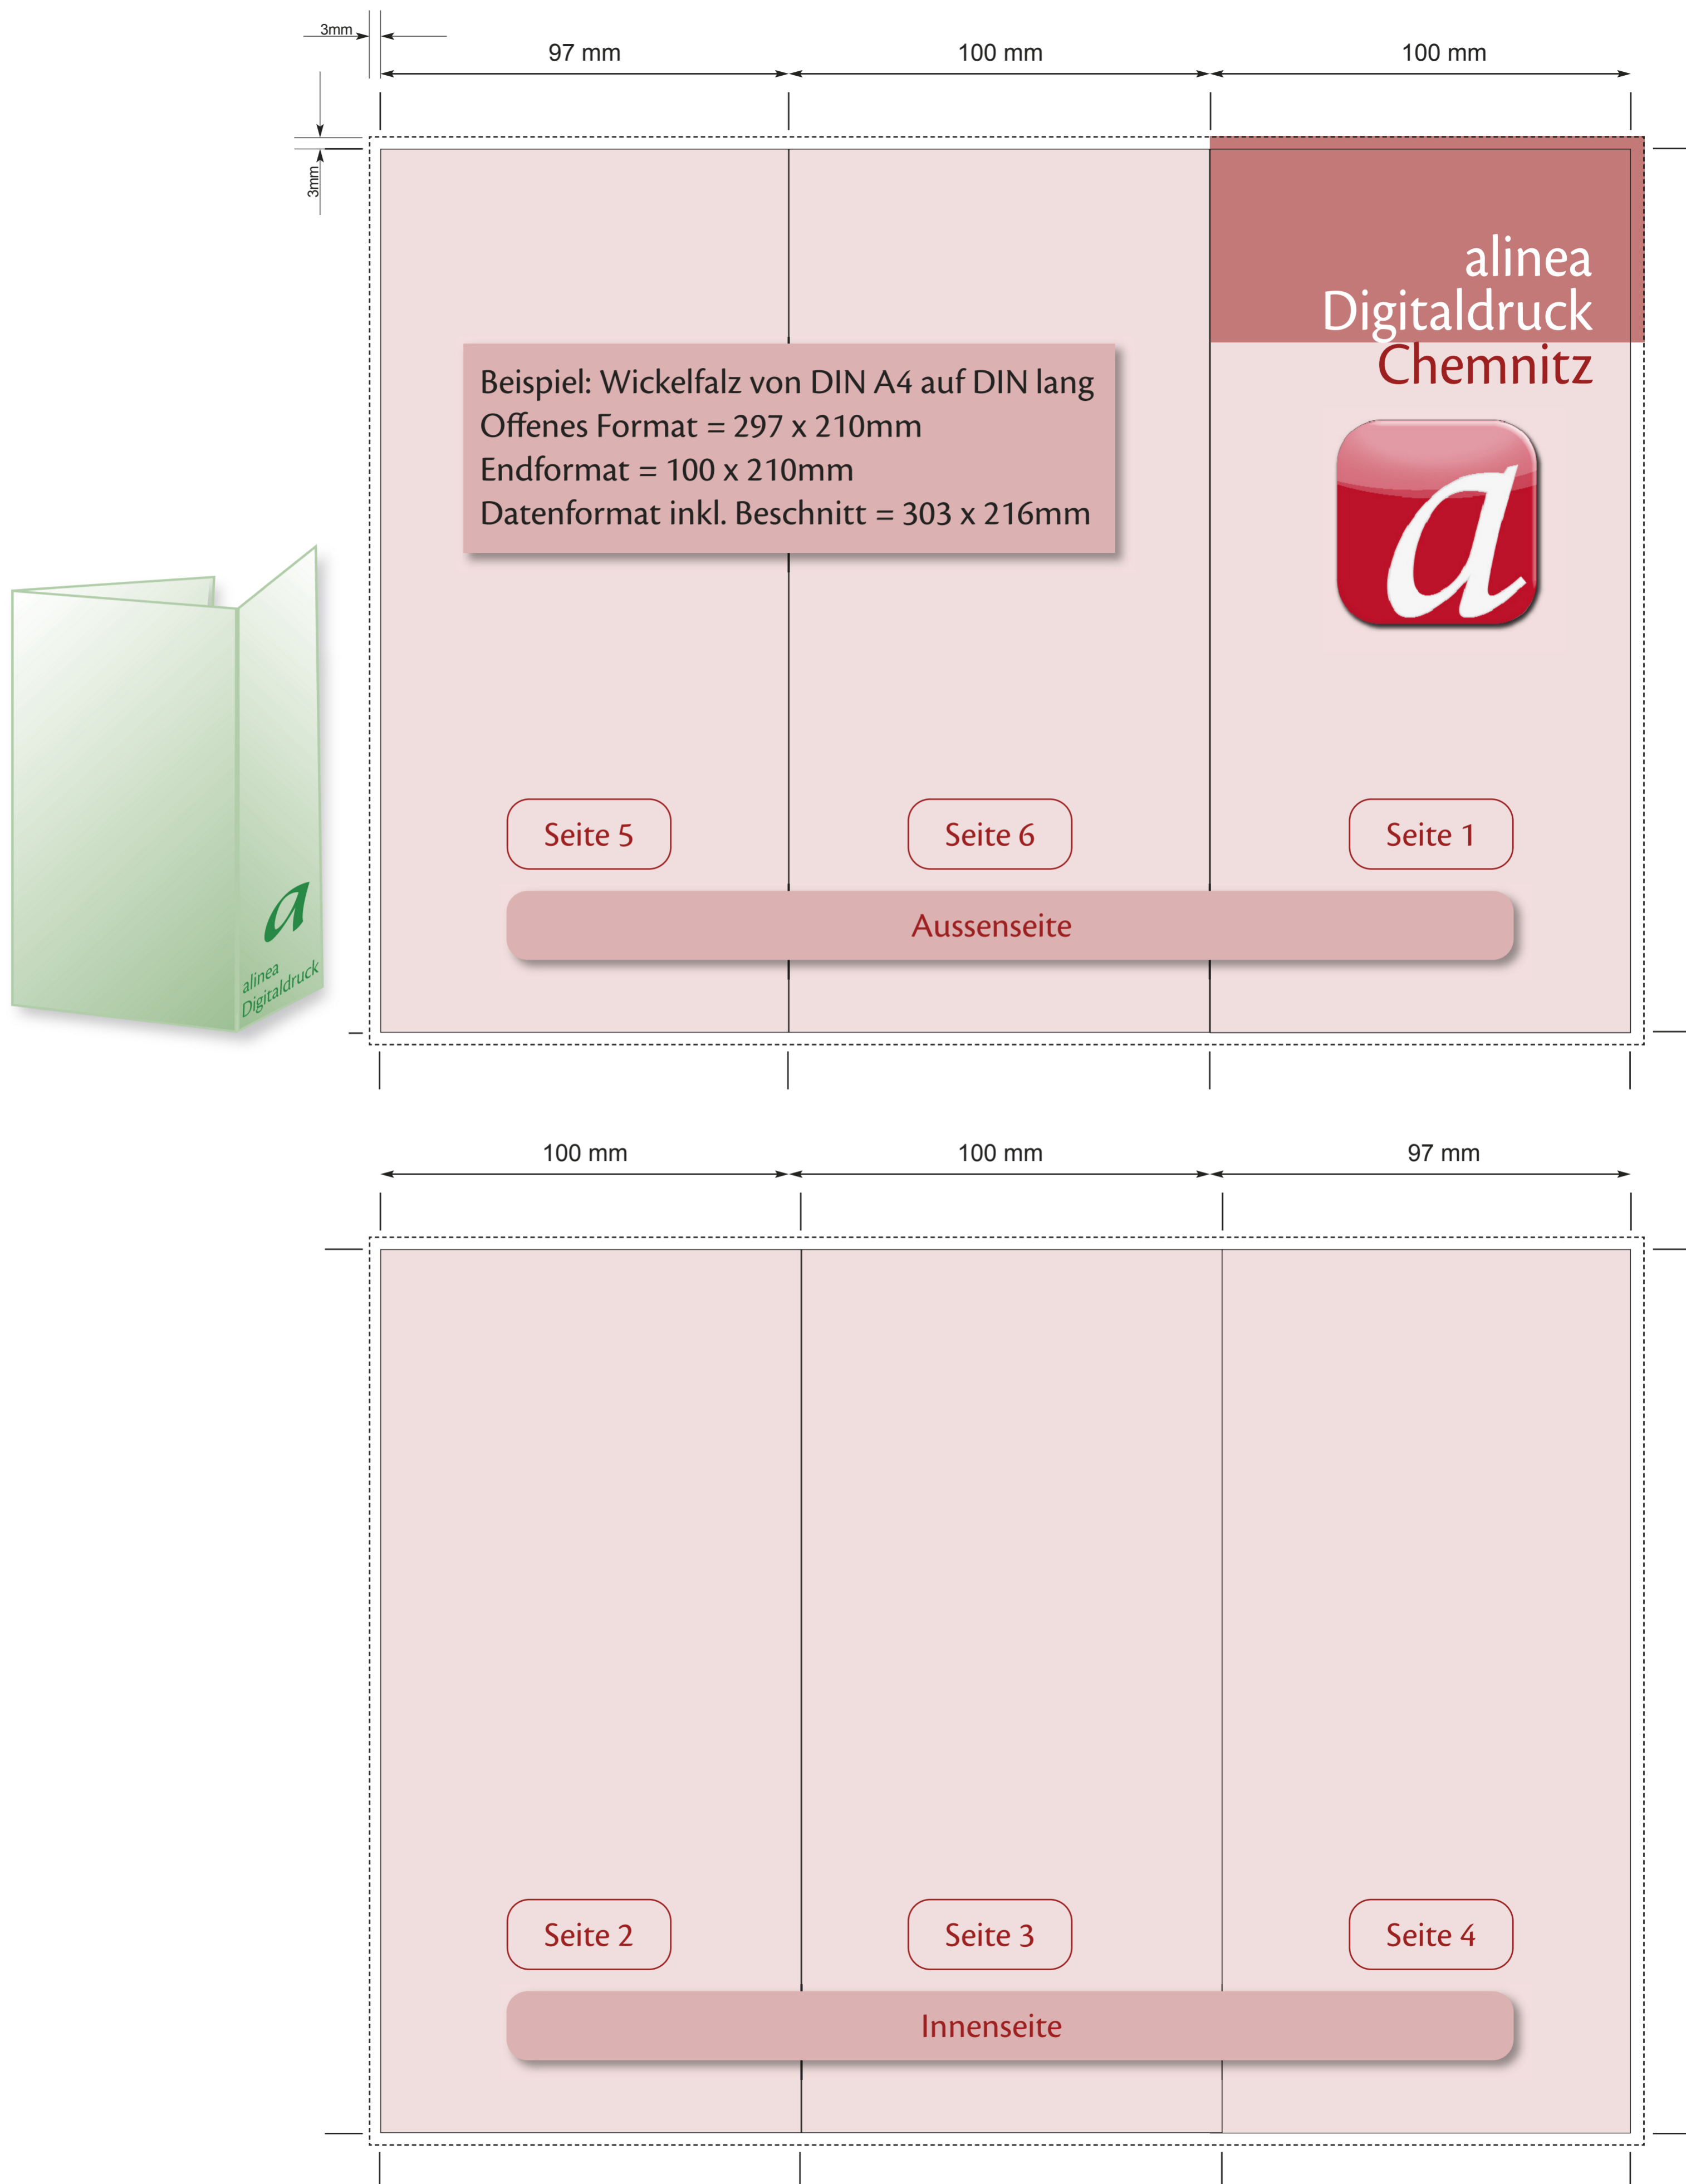 3mm
97 mm
100 mm
100 mm
3mm
alinea
Digitaldruck
Chemnitz
Beispiel: Wickelfalz von DIN A4 auf DIN lang
Offenes Format = 297 x 210mm
Endformat = 100 x 210mm
Datenformat inkl. Beschnitt = 303 x 216mm
a
Seite 5
Seite 6
Seite 1
Aussenseite
a
alinea
Digitaldruck
100 mm
100 mm
97 mm
Seite 2
Seite 3
Seite 4
Innenseite